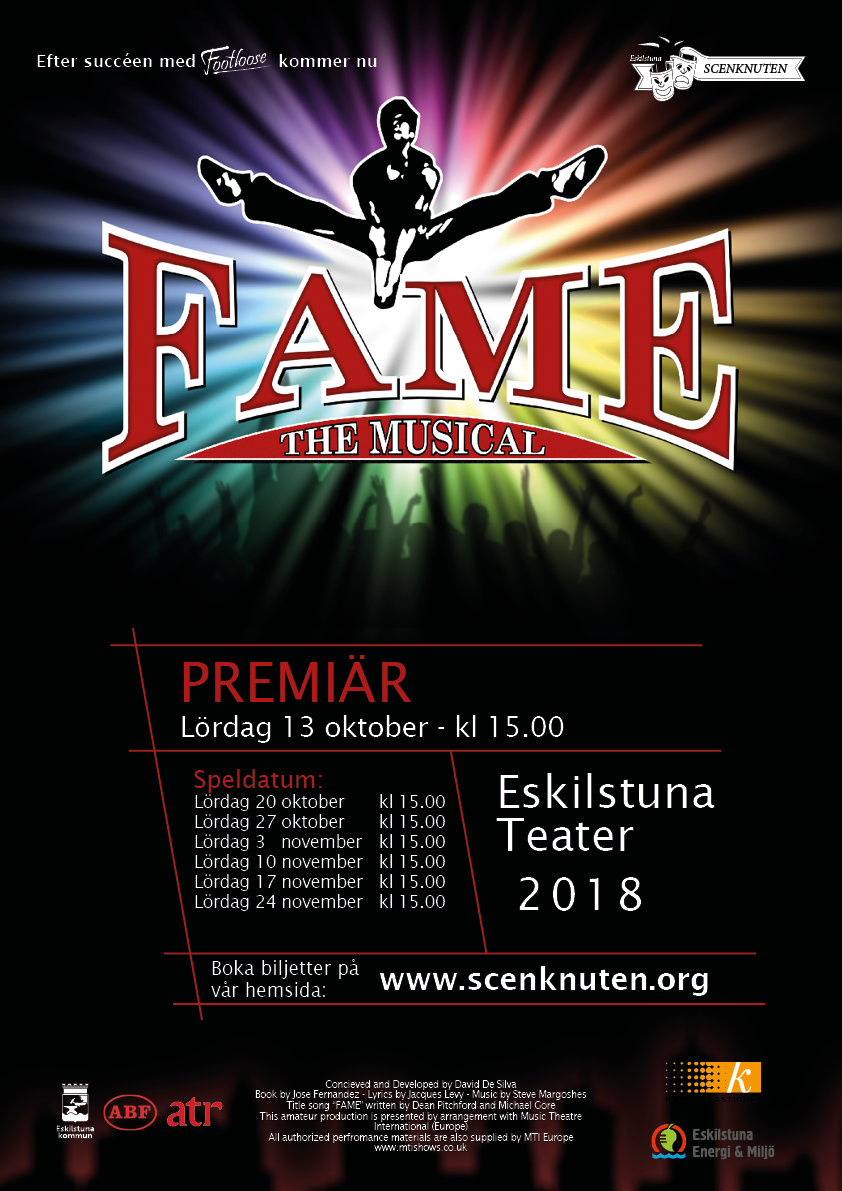 Efter succéen med Footloose kommer nu
Eskilstuna
SCENKNUTEN
FAME
THE MUSICAL
PREMIÄR
Lördag 13 oktober - kl 15.00
Speldatum:
Lördag 20 oktober kl 15.00
Lördag 27 oktober kl 15.00
Lördag 3 november kl 15.00
Lördag 10 november kl 15.00
Lördag 17 november kl 15.00
Lördag 24 november kl 15.00
Eskilstuna
Teater
2018
Boka biljetter på
vår hemsida:
www.scenknuten.org
Eskilstuna
kommun
ABF
atr
Concieved and Developed by David De Silva
Book by Jose Fernandez - Lyrics by Jacques Levy - Music by Steve Margoshes
Title song "FAME" written by Dean Pitchford and Michael Gore
This amateur production is presented by arrangement with Music Theatre
International (Europe)
All authorized perfromance materials are also supplied by MTI Europe
www.mtishows.co.uk
k
Eskilstuna
Energi & Miljö